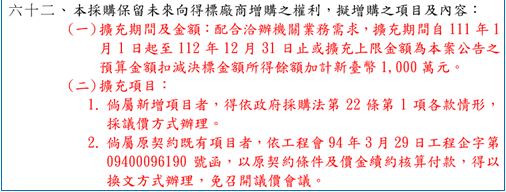 六十二、本採購保留未來向得標廠商增購之權利，擬增購之項目及內容：
(一)擴充期間及金額：配合洽辦機關業務需求，擴充期間自 111 年 1
月 1 日起至 112 年 12 月 31 日止或擴充上限金額為本案公告之
預算金額扣減決標金額所得餘額加計新臺幣 1,000 萬元。
(二)擴充項目：
1. 倘屬新增項目者，得依政府採購法第 22 條第 1 項各款情形，
採議價方式辦理。
2. 倘屬原契約既有項目者，依工程會 94 年 3 月 29 日工程企字第
09400096190 號函，以原契約條件及價金續約核算付款，得以
換文方式辦理，免召開議價會議。